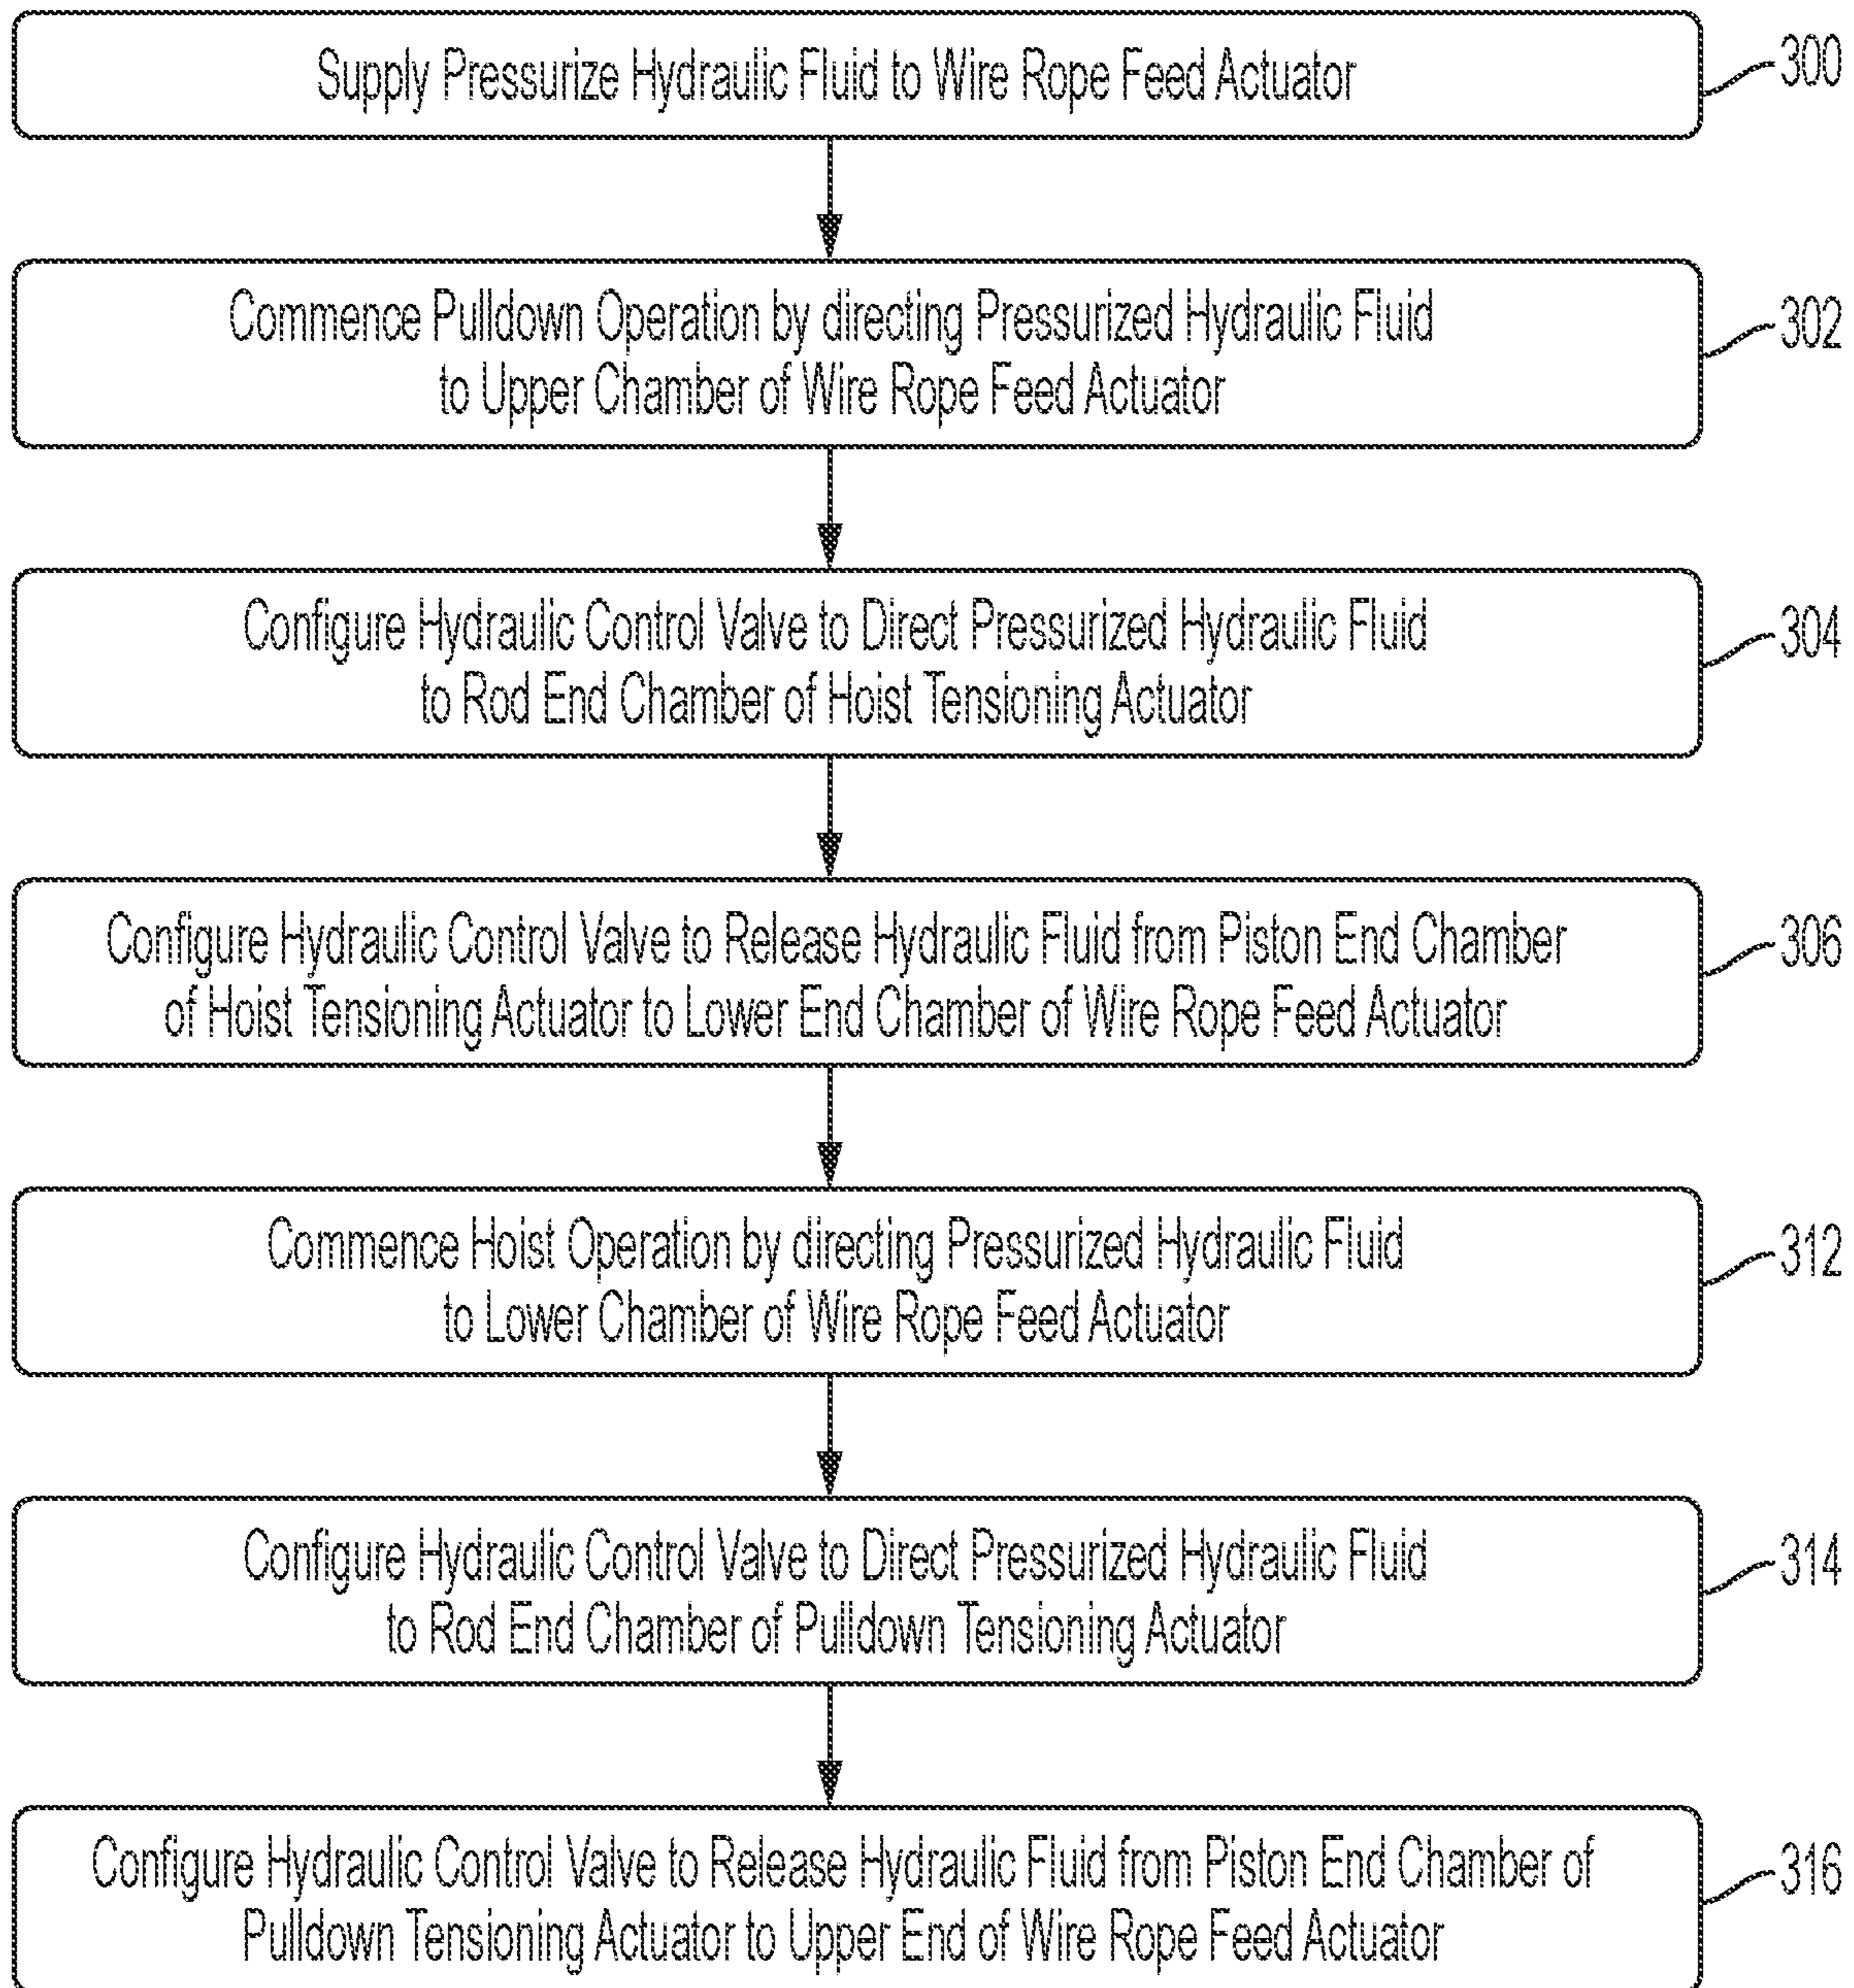 Supply Pressurize Hydraulic Fluid to Wire Rope Feed Actuator
300
Commence Pulldown Operation by directing Pressurized Hydraulic Fluid
to Upper Chamber of Wire Rope Feed Actuator
302
Configure Hydraulic Control Valve to Direct Pressurized Hydraulic Fluid
to Rod End Chamber of Hoist Tensioning Actuator
304
Configure Hydraulic Control Valve to Release Hydraulic Fluid from Piston End Chamber
of Hoist Tensioning Actuator to Lower End Chamber of Wire Rope Feed Actuator
306
Commence Hoist Operation by directing Pressurized Hydraulic Fluid
to Lower Chamber of Wire Rope Feed Actuator
312
Configure Hydraulic Control Valve to Direct Pressurized Hydraulic Fluid
to Rod End Chamber of Pulldown Tensioning Actuator
314
Configure Hydraulic Control Valve to Release Hydraulic Fluid from Piston End Chamber of
Pulldown Tensioning Actuator to Upper End of Wire Rope Feed Actuator
316